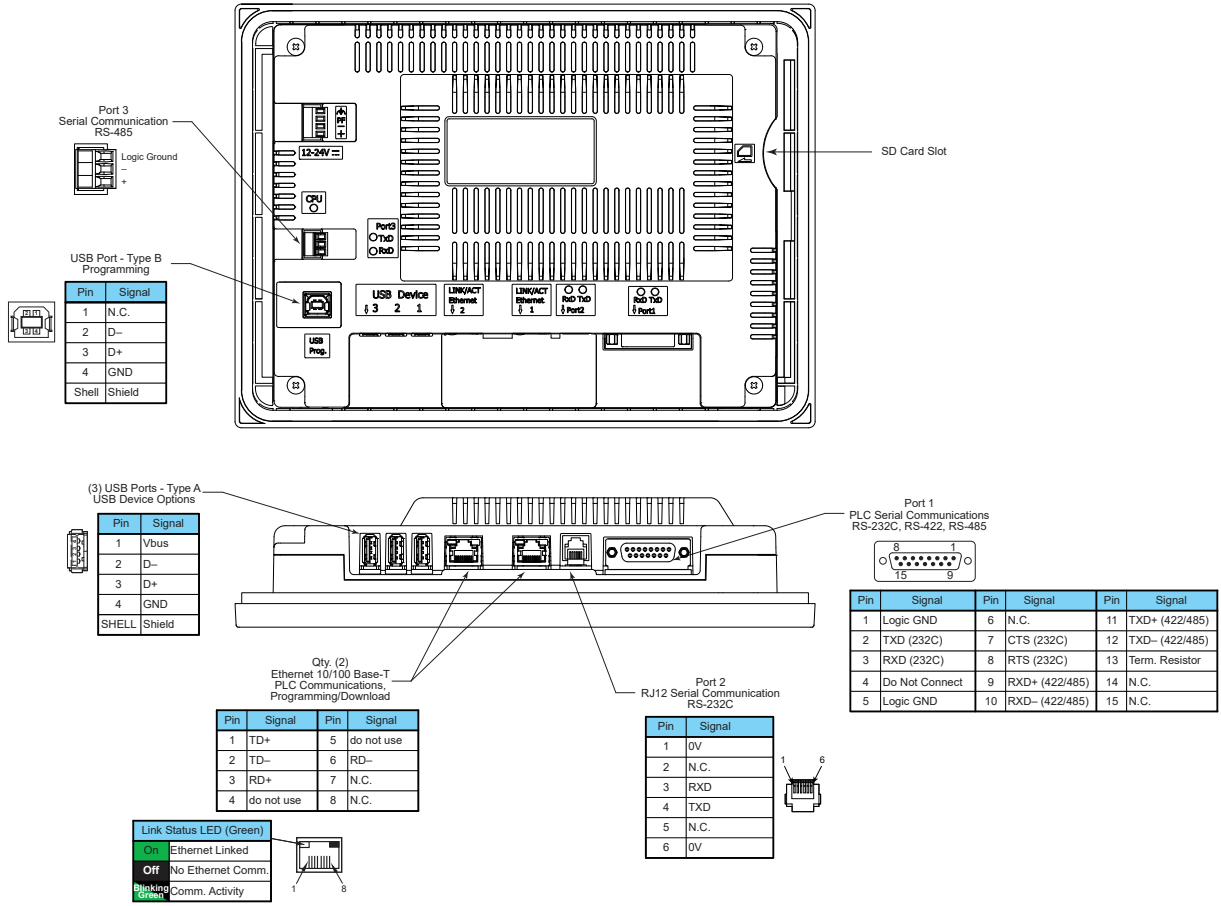 Port 3
Serial Communication
RS-485
Logic Ground
–
+
PF
–
+
12-24V
CPU
Port3
TxD
RxD
SD Card Slot
USB Port - Type B
Programming
Pin Signal
1 N.C.
2 D–
3 D+
4 GND
Shell Shield
2 1
3 4
USB Device
3 2 1
LINK/ACT
Ethernet
2
LINK/ACT
Ethernet
1
RxD TxD
Port2
RxD TxD
Port1
USB
Prog.
(3) USB Ports - Type A
USB Device Options
Pin Signal
1 Vbus
2 D–
3 D+
4 GND
SHELL Shield
Port 1
PLC Serial Communications
RS-232C, RS-422, RS-485
8 1
15 9
Pin Signal Pin Signal Pin Signal
1 Logic GND 6 N.C. 11 TXD+ (422/485)
2 TXD (232C) 7 CTS (232C) 12 TXD– (422/485)
3 RXD (232C) 8 RTS (232C) 13 Term. Resistor
4 Do Not Connect 9 RXD+ (422/485) 14 N.C.
5 Logic GND 10 RXD– (422/485) 15 N.C.
Qty. (2)
Ethernet 10/100 Base-T
PLC Communications,
Programming/Download
Pin Signal Pin Signal
1 TD+ 5 do not use
2 TD– 6 RD–
3 RD+ 7 N.C.
4 do not use 8 N.C.
Port 2
RJ12 Serial Communication
RS-232C
Pin Signal
1 0V
2 N.C.
3 RXD
4 TXD
5 N.C.
6 0V
1 6
Link Status LED (Green)
On Ethernet Linked
Off No Ethernet Comm.
Blinking Green Comm. Activity
1 8